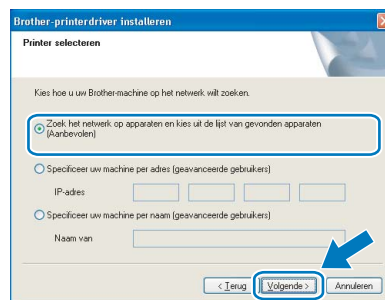 Brother-printerdriver installeren
Printer selecteren
Kies hoe u uw Brother-machine op het netwerk wilt zoeken.
Zoek het netwerk op apparaten en kies uit de lijst van gevonden apparaten
(Aanbevolen)
Specificeer uw machine per adres (geavanceerde gebruikers)
IP-adres
Specificeer uw machine per naam (geavanceerde gebruikers)
Naam van
< Terug
Volgende >
Annuleren